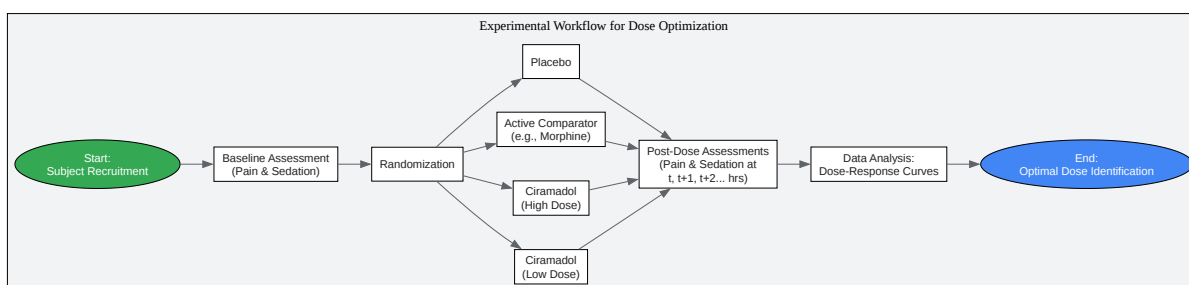 Experimental Workflow for Dose Optimization
Start:
Subject Recruitment
Baseline Assessment
(Pain & Sedation)
Randomization
Placebo
Active Comparator
(e.g., Morphine)
Ciramadol
(High Dose)
Ciramadol
(Low Dose)
Post-Dose Assessments
(Pain & Sedation at
t, t+1, t+2... hrs)
Data Analysis:
Dose-Response Curves
End:
Optimal Dose Identification